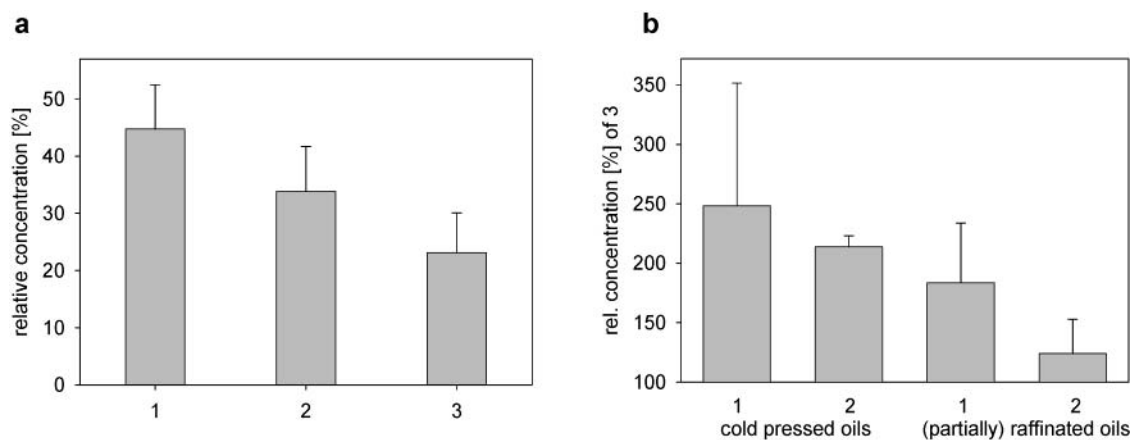 a
relative concentration [%]
50
40
30
20
10
0
1 2 3
b
rel. concentration [%] of 3
350
300
250
200
150
100
1 2 1 2
cold pressed oils (partially) raffinated oils